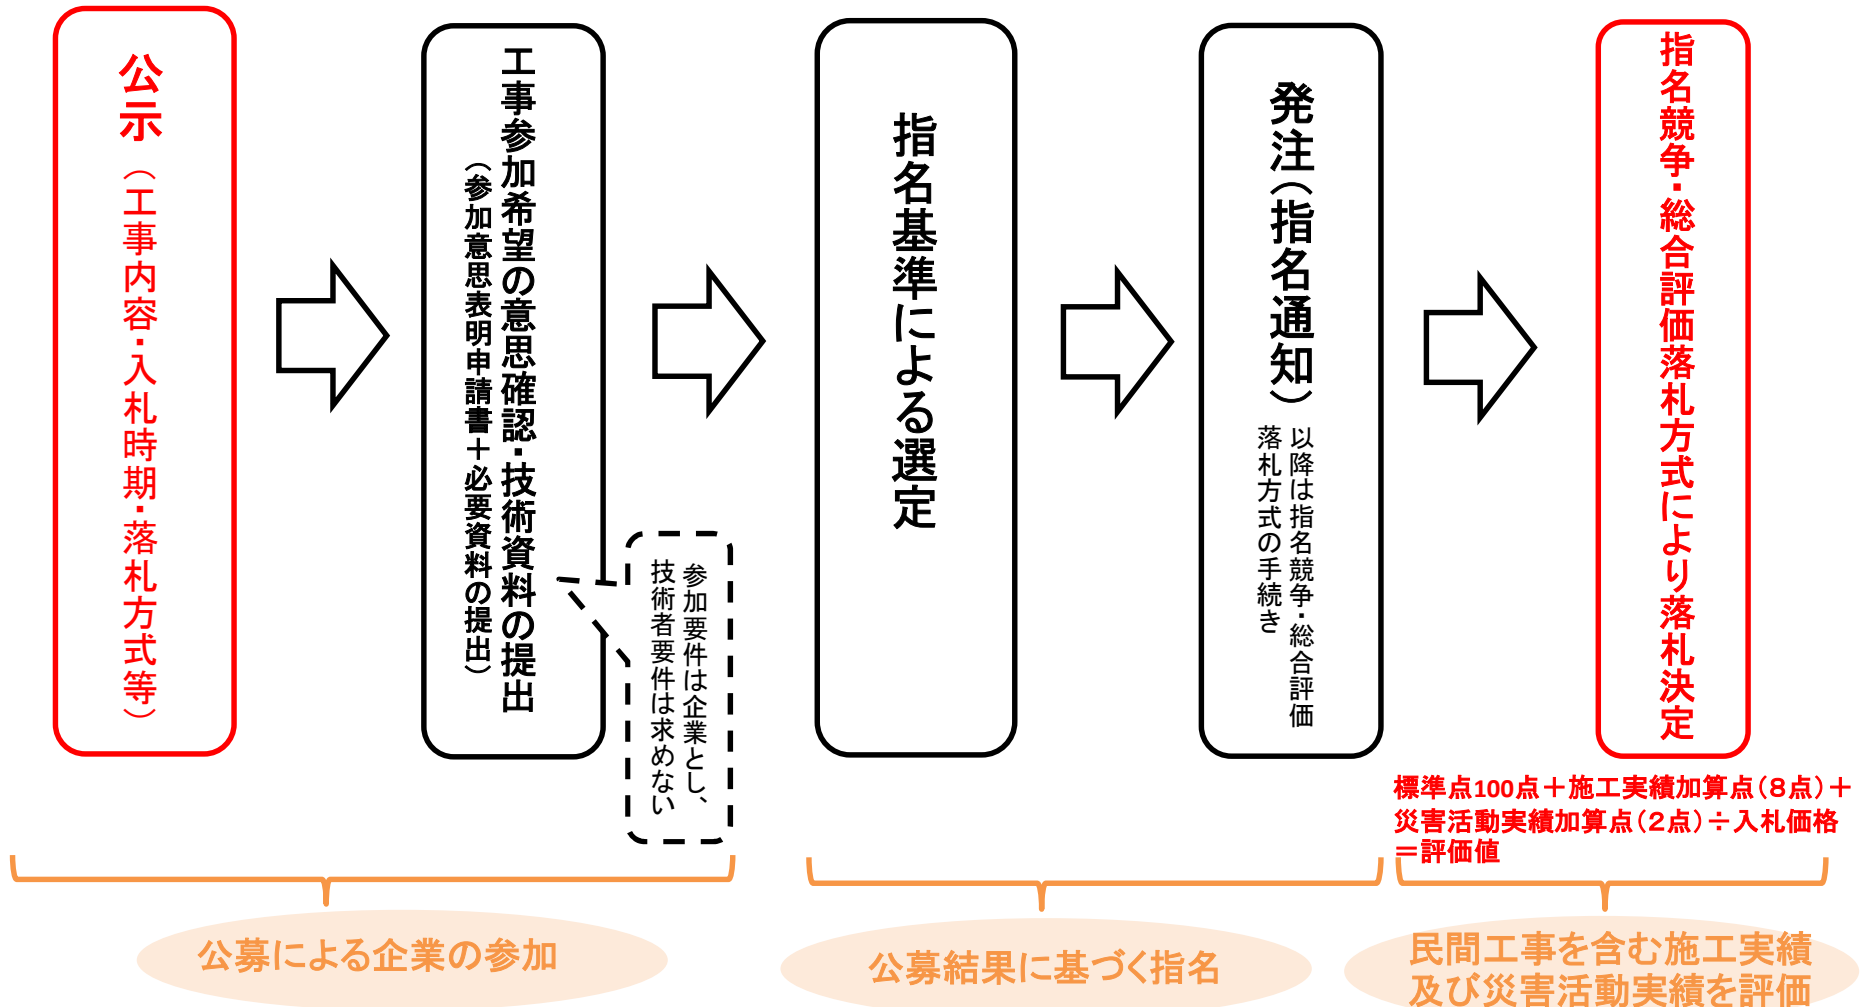 公示（工事内容・入札時期・落札方式等）
工事参加希望の意思確認・技術資料の提出
（参加意思表明申請書＋必要資料の提出）
参加要件は企業とし、
技術者要件は求めない
指名基準による選定
発注（指名通知）
以降は指名競争・総合評価
落札方式の手続き
指名競争・総合評価落札方式により落札決定
標準点100点＋施工実績加算点（８点）＋
災害活動実績加算点（２点）÷入札価格
＝評価値
公募による企業の参加
公募結果に基づく指名
民間工事を含む施工実績
及び災害活動実績を評価